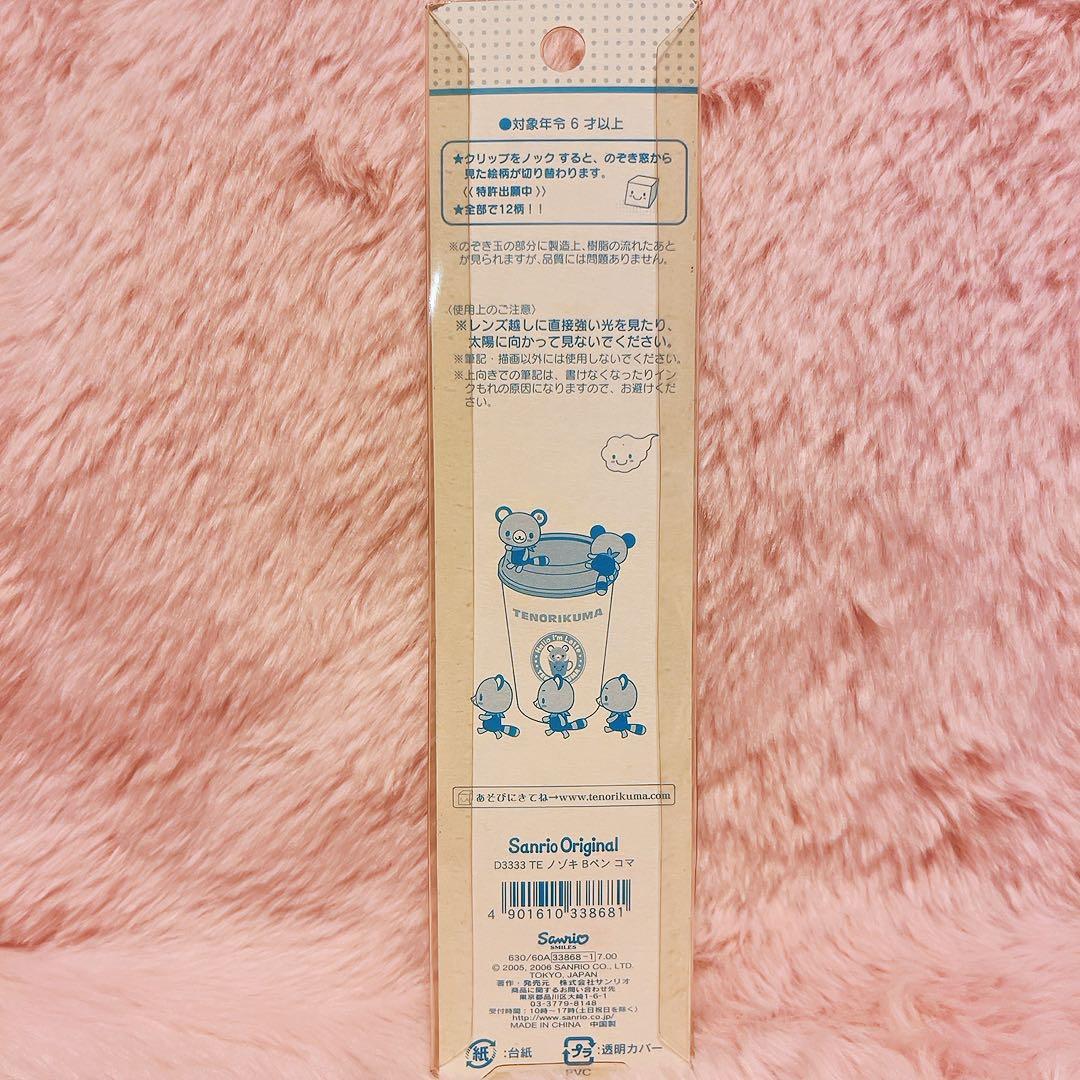 ●対象年令6才以上
★クリップをノックすると、のぞき窓から
見た絵柄が切り替わります。
《特許出願中》
★全部で12柄！！
※のぞき玉の部分に製造上、樹脂の流れたあと
が見られますが、品質には問題ありません。
〈使用上のご注意〉
※レンズ越しに直接強い光を見たり、
太陽に向かって見ないでください。
※筆記・描画以外には使用しないでください。
※上向きでの筆記は、書けなくなったりイン
クもれの原因になりますので、お避けくだ
さい。
TENORIKUMA
Hello I'm Latte
あそびにきてね→www.tenorikuma.com
Sanrio Original
D3333 TE ノゾキ Bペン コマ
4 901610 338681
Sanrio
SMILES
630/60A 33868-1 7.00
© 2005, 2006 SANRIO CO., LTD.
TOKYO, JAPAN
著作・発売元 株式会社サンリオ
商品に関するお問い合わせ先
東京都品川区大崎1-6-1
03-3779-8148
受付時間：10時〜17時(土日祝日を除く)
http://www.sanrio.co.jp/
MADE IN CHINA 中国製
紙 :台紙 プラ :透明カバー
PVC